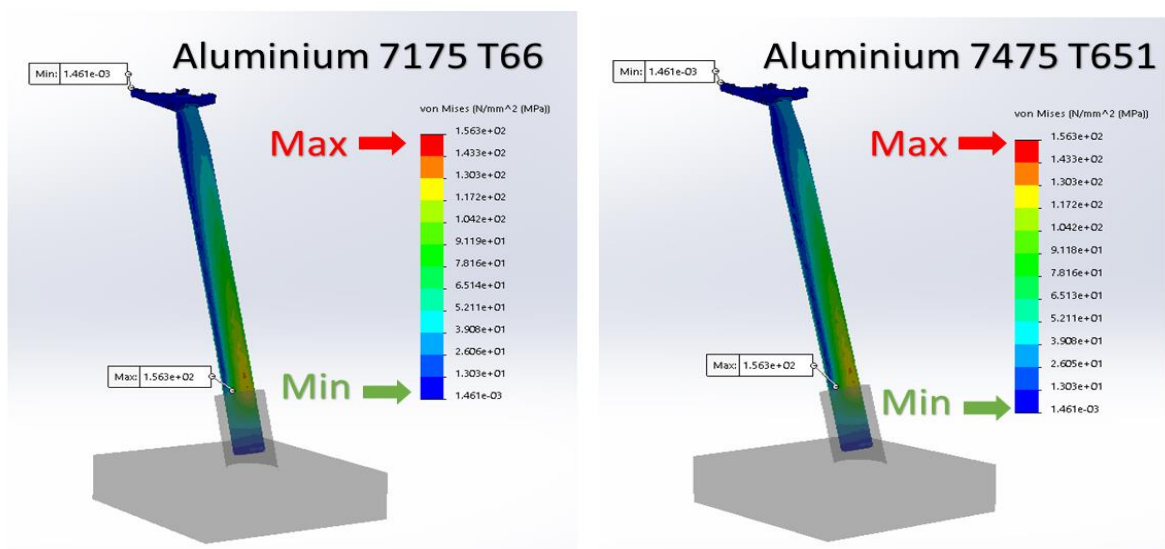 Aluminium 7175 T66
Min: 1.461e-03
von Mises (N/mm^2 (MPa))
Max
1.563e+02
1.433e+02
1.303e+02
1.172e+02
1.042e+02
9.119e+01
7.816e+01
6.514e+01
5.211e+01
3.908e+01
2.606e+01
1.303e+01
1.461e-03
Max: 1.563e+02
Min
Aluminium 7475 T651
Min: 1.461e-03
von Mises (N/mm^2 (MPa))
Max
1.563e+02
1.433e+02
1.303e+02
1.172e+02
1.042e+02
9.118e+01
7.816e+01
6.513e+01
5.211e+01
3.908e+01
2.605e+01
1.303e+01
1.461e-03
Max: 1.563e+02
Min